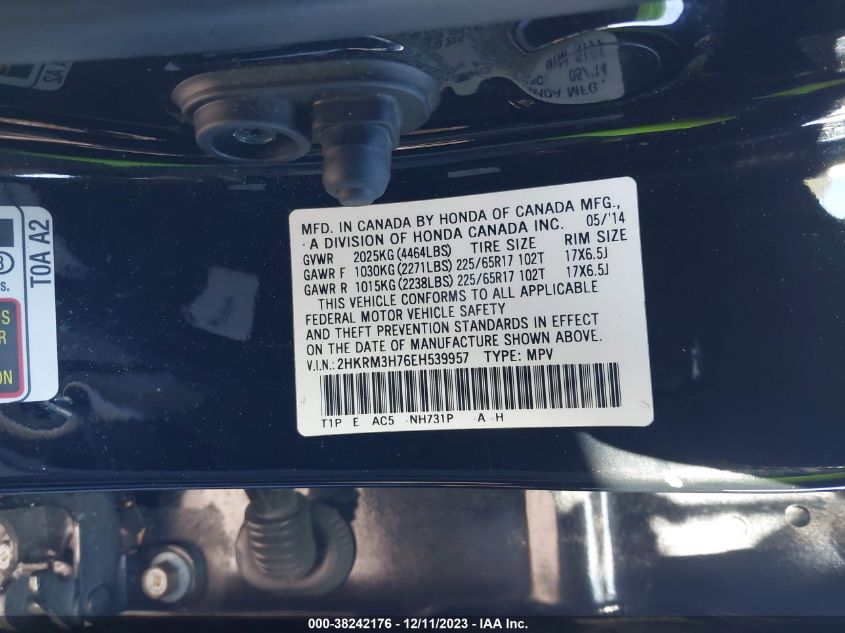 MFD. IN CANADA BY HONDA OF CANADA MFG.,
A DIVISION OF HONDA CANADA INC. 05/'14
GVWR 2025KG (4464LBS) TIRE SIZE RIM SIZE
GAWR F 1030KG (2271LBS) 225/65R17 102T 17X6.5J
GAWR R 1015KG (2238LBS) 225/65R17 102T 17X6.5J
THIS VEHICLE CONFORMS TO ALL APPLICABLE
FEDERAL MOTOR VEHICLE SAFETY
AND THEFT PREVENTION STANDARDS IN EFFECT
ON THE DATE OF MANUFACTURE SHOWN ABOVE.
V.I.N.: 2HKRM3H76EH539957 TYPE: MPV
T1P E AC5 NH731P A H
T0A A2
000-38242176 - 12/11/2023 - IAA Inc.